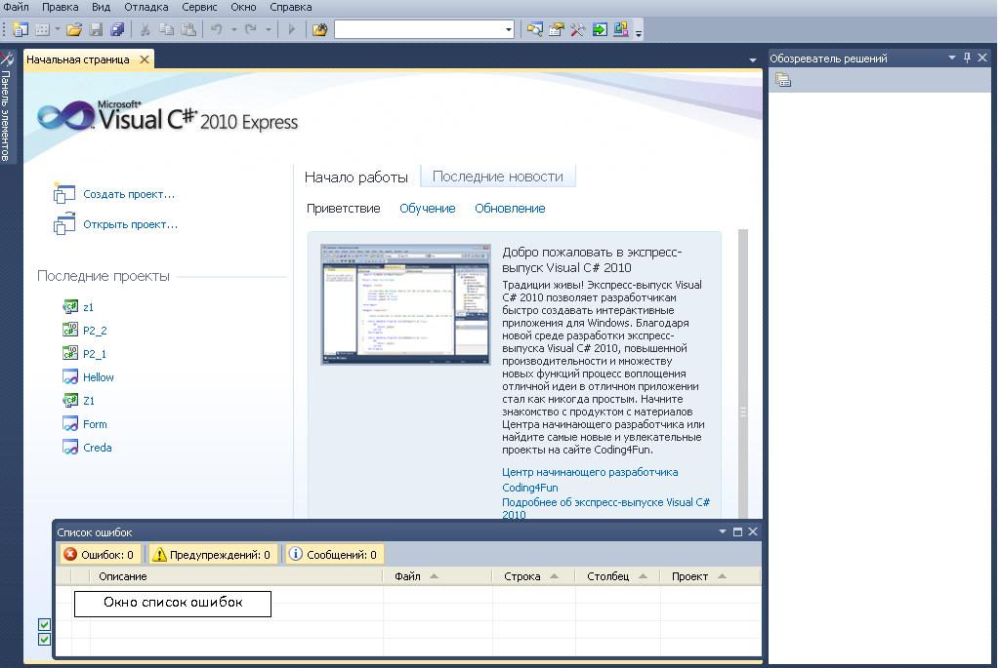 Файл Правка Вид Отладка Сервис Окно Справка
Панель элементов
Начальная страница
Обозреватель решений
Microsoft®
Visual C#® 2010 Express
Создать проект...
Открыть проект...
Последние проекты
z1
P2_2
P2_1
Hellow
Z1
Form
Creda
Начало работы Последние новости
Приветствие Обучение Обновление
Добро пожаловать в экспресс-
выпуск Visual C# 2010
Традиции живы! Экспресс-выпуск Visual
C# 2010 позволяет разработчикам
быстро создавать интерактивные
приложения для Windows. Благодаря
новой среде разработки экспресс-
выпуска Visual C# 2010, повышенной
производительности и множеству
новых функций процесс воплощения
отличной идеи в отличном приложении
стал как никогда простым. Начните
знакомство с продуктом с материалов
Центра начинающего разработчика или
найдите самые новые и увлекательные
проекты на сайте Coding4Fun.
Центр начинающего разработчика
Coding4Fun
Подробнее об экспресс-выпуске Visual C#
2010
Список ошибок
Ошибок: 0 Предупреждений: 0 Сообщений: 0
Описание Файл Строка Столбец Проект
Окно список ошибок